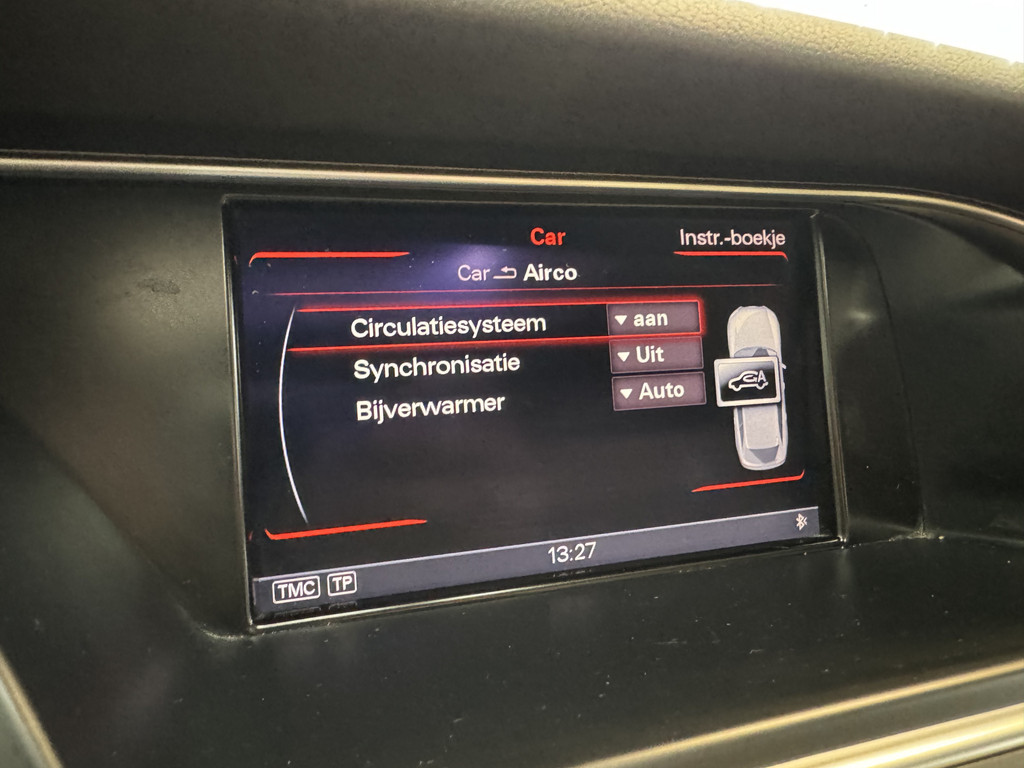 Car
Instr.-boekje
Car Airco
Circulatiesysteem aan
Synchronisatie Uit
Bijverwarmer Auto
A
13:27
TMC TP